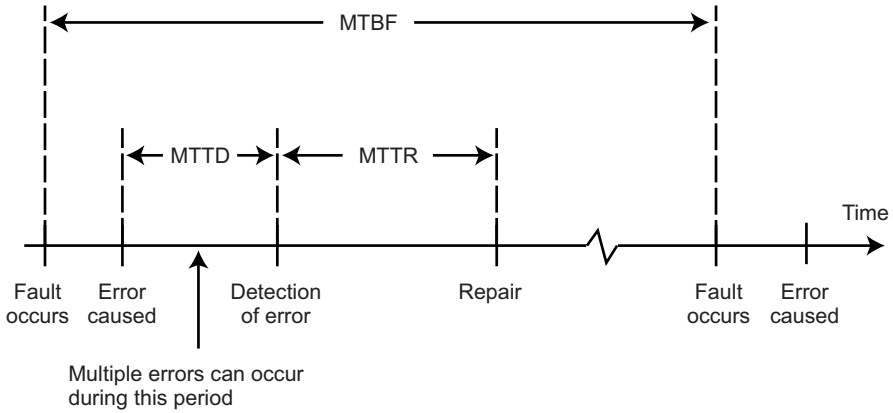 MTBF
MTTD
MTTR
Time
Fault
occurs
Error
caused
Detection
of error
Repair
Fault
occurs
Error
caused
Multiple errors can occur
during this period